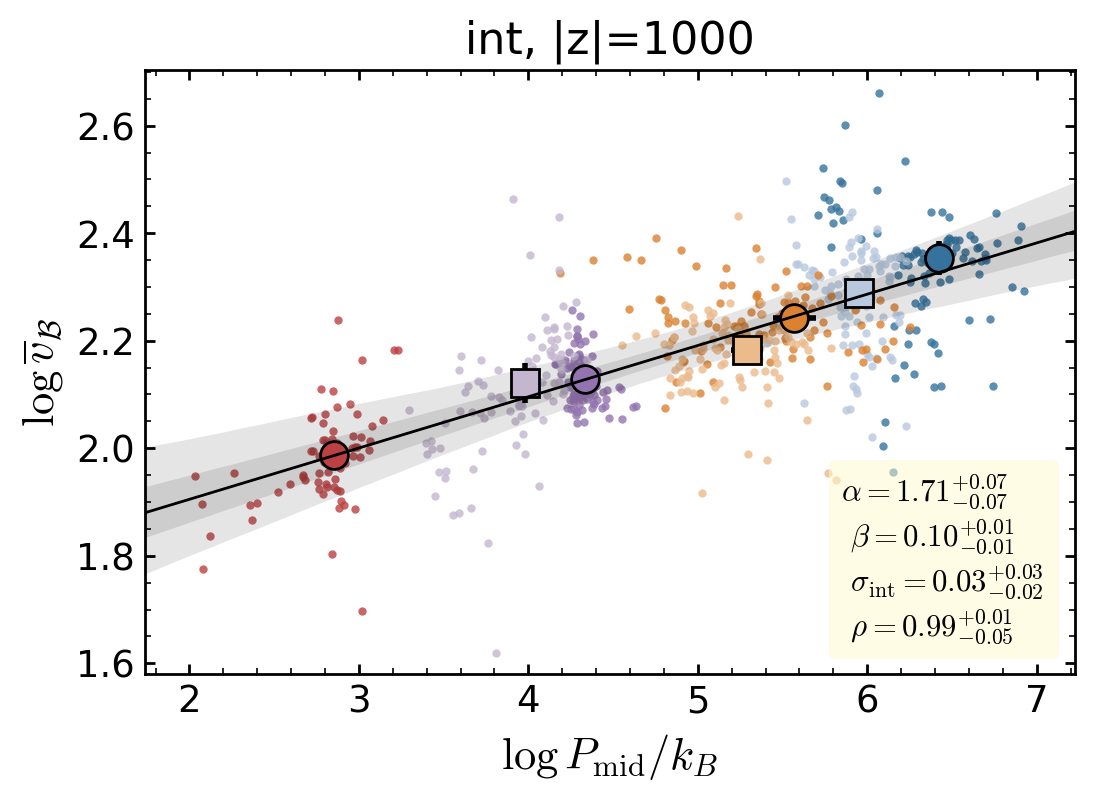 int, |z|=1000
2.6
2.4
2.2
2.0
1.8
1.6
log v̅_ℬ
α = 1.71^{+0.07}_{-0.07}
β = 0.10^{+0.01}_{-0.01}
σ_int = 0.03^{+0.03}_{-0.02}
ρ = 0.99^{+0.01}_{-0.05}
2 3 4 5 6 7
log P_mid/k_B